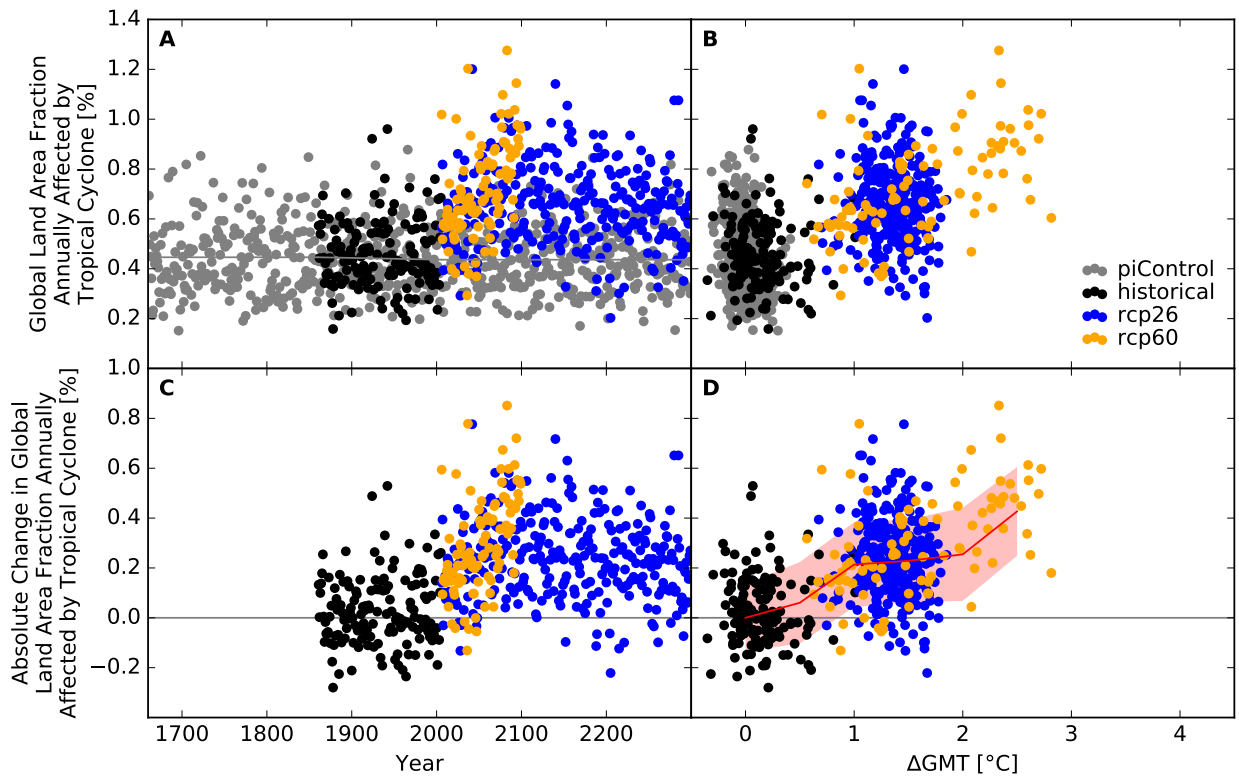 Global Land Area Fraction
Annually Affected by
Tropical Cyclone [%]
1.4
1.2
1.0
0.8
0.6
0.4
0.2
A
B
piControl
historical
rcp26
rcp60
Absolute Change in Global
Land Area Fraction Annually
Affected by Tropical Cyclone [%]
1.0
0.8
0.6
0.4
0.2
0.0
−0.2
C
D
1700 1800 1900 2000 2100 2200
0 1 2 3 4
Year
ΔGMT [°C]